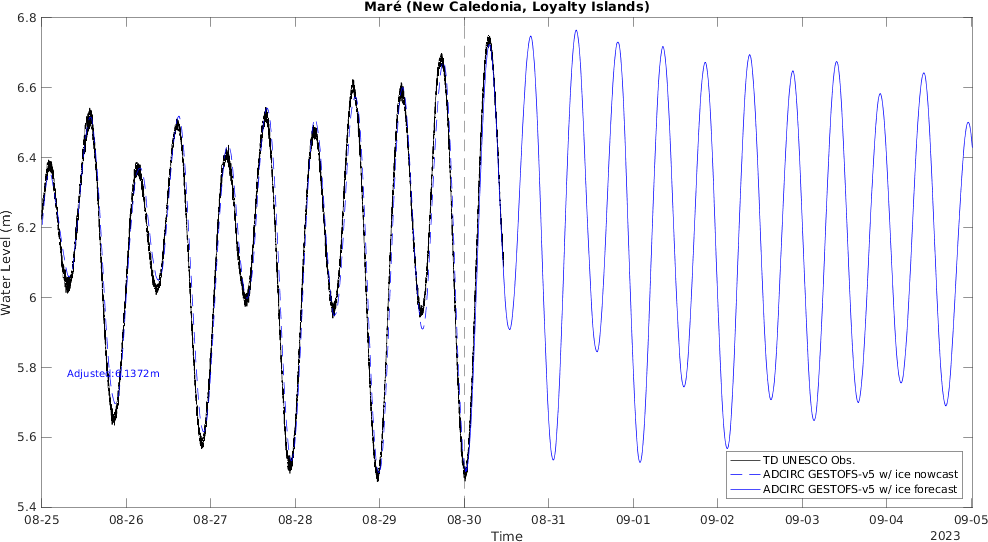 Maré (New Caledonia, Loyalty Islands)
6.8
6.6
6.4
6.2
6
5.8
5.6
5.4
Water Level (m)
Adjusted:6.1372m
TD UNESCO Obs.
ADCIRC GESTOFS-v5 w/ ice nowcast
ADCIRC GESTOFS-v5 w/ ice forecast
08-25 08-26 08-27 08-28 08-29 08-30 08-31 09-01 09-02 09-03 09-04 09-05
Time
2023